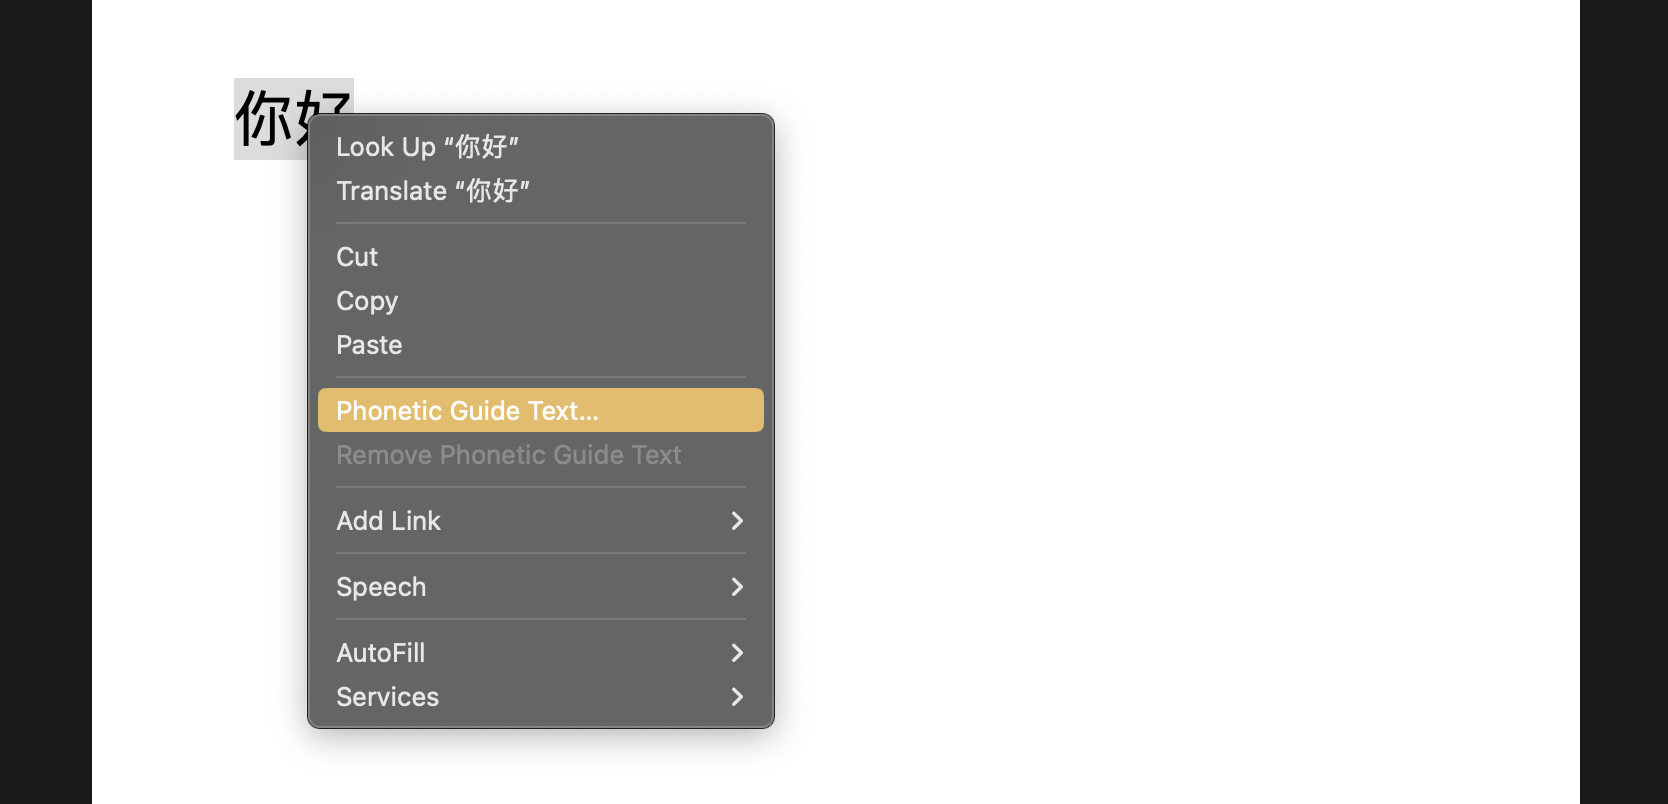 你好
Look Up “你好”
Translate “你好”
Cut
Copy
Paste
Phonetic Guide Text...
Remove Phonetic Guide Text
Add Link
Speech
AutoFill
Services